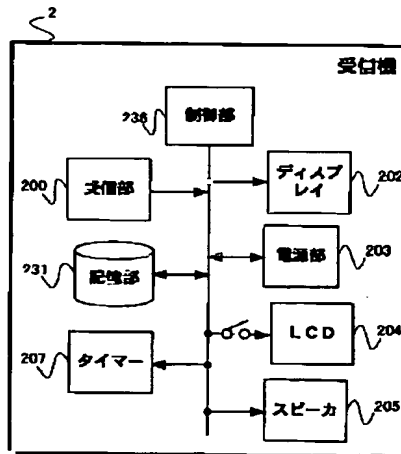 2
受信機
236
制御部
200
受信部
ディスプ
レイ
202
231
記憶部
電源部
203
LCD
204
207
タイマー
スピーカ
205